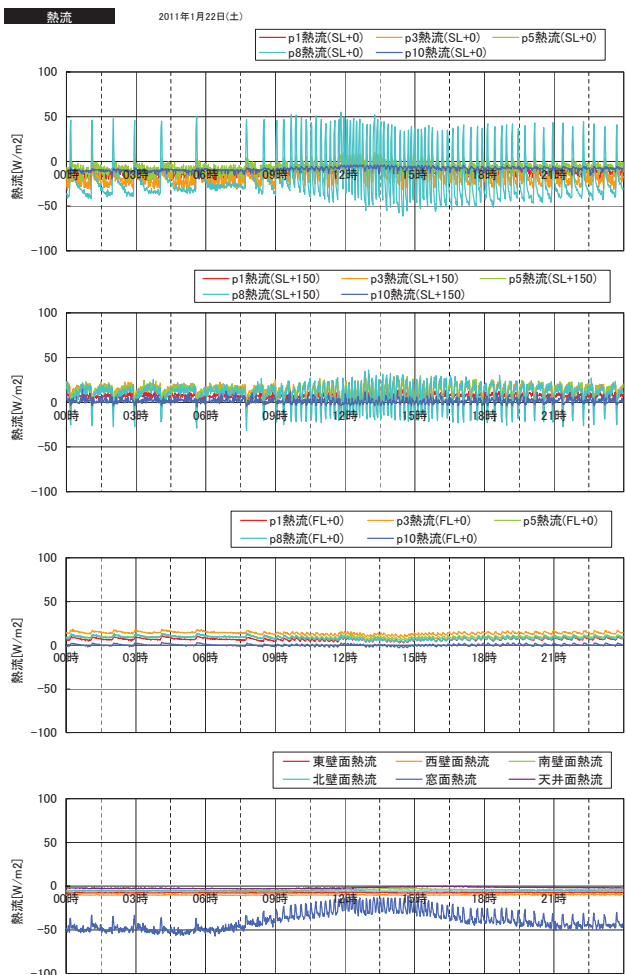 熱流 2011年1月22日(土)
p1熱流(SL+0) p3熱流(SL+0) p5熱流(SL+0)
p8熱流(SL+0) p10熱流(SL+0)
100
50
0
-50
-100
熱流[W/m2]
00時 03時 06時 09時 12時 15時 18時 21時
p1熱流(SL+150) p3熱流(SL+150) p5熱流(SL+150)
p8熱流(SL+150) p10熱流(SL+150)
100
50
0
-50
-100
熱流[W/m2]
00時 03時 06時 09時 12時 15時 18時 21時
p1熱流(FL+0) p3熱流(FL+0) p5熱流(FL+0)
p8熱流(FL+0) p10熱流(FL+0)
100
50
0
-50
-100
熱流[W/m2]
00時 03時 06時 09時 12時 15時 18時 21時
東壁面熱流 西壁面熱流 南壁面熱流
北壁面熱流 窓面熱流 天井面熱流
100
50
0
-50
-100
熱流[W/m2]
00時 03時 06時 09時 12時 15時 18時 21時